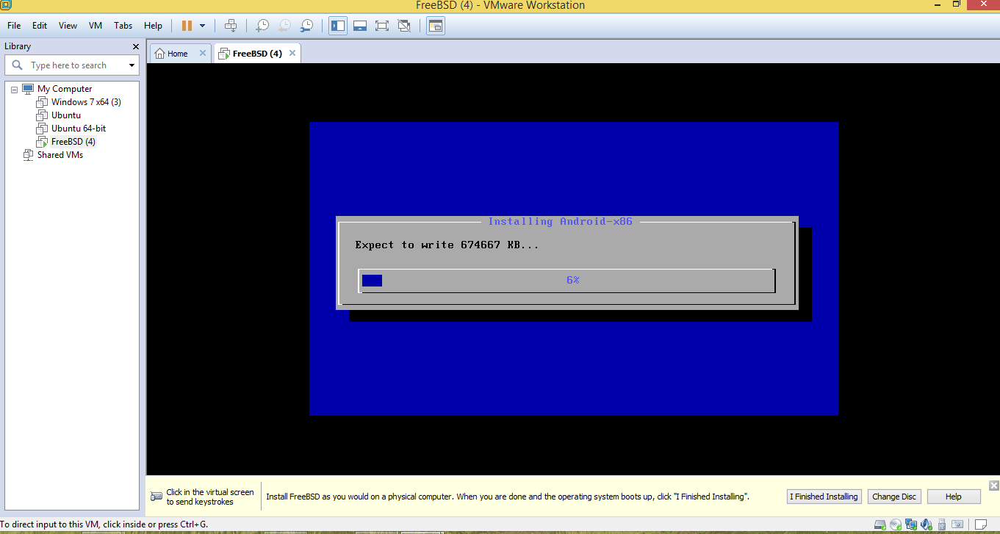 FreeBSD (4) - VMware Workstation
File Edit View VM Tabs Help
Library
Home
FreeBSD (4)
Type here to search
My Computer
Windows 7 x64 (3)
Ubuntu
Ubuntu 64-bit
FreeBSD (4)
Shared VMs
Installing Android-x86
Expect to write 674667 KB...
6%
Click in the virtual screen
to send keystrokes
Install FreeBSD as you would on a physical computer. When you are done and the operating system boots up, click "I Finished Installing".
I Finished Installing
Change Disc
Help
To direct input to this VM, click inside or press Ctrl+G.